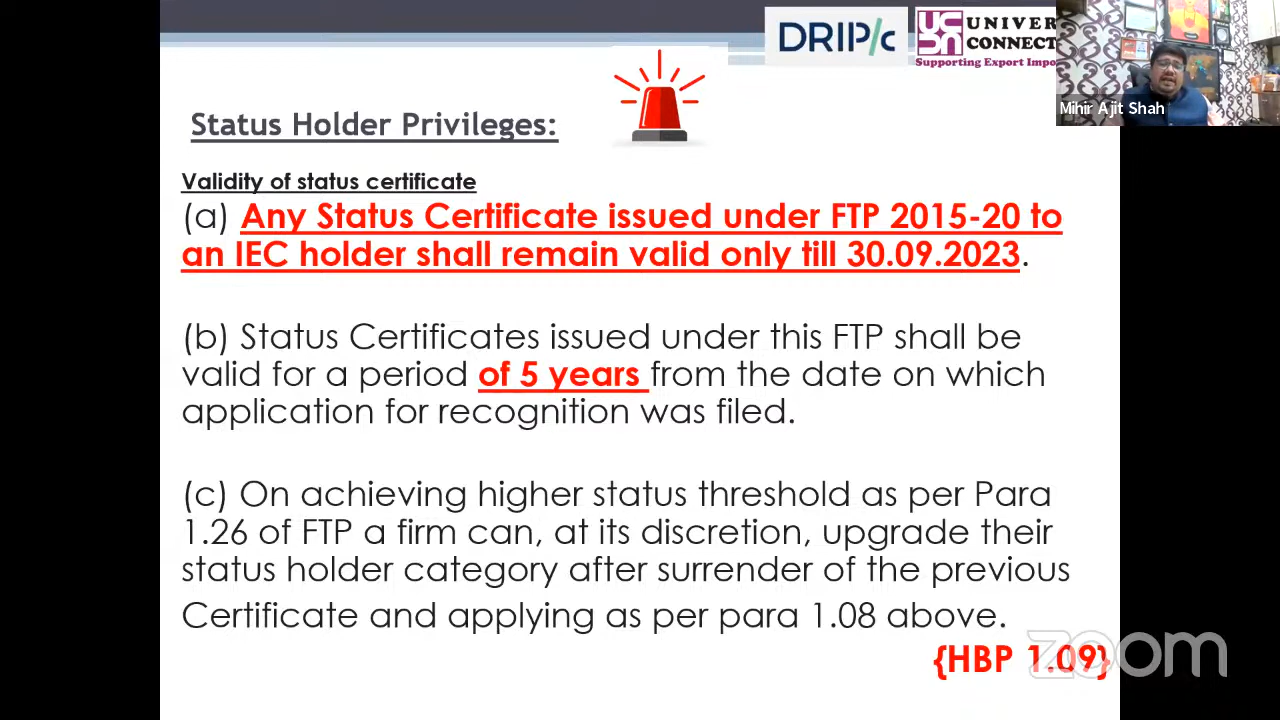 DRIP/c
UCDN UNIVER
CONNECT
Supporting Export Impo
Mihir Ajit Shah
Status Holder Privileges:
Validity of status certificate
(a) Any Status Certificate issued under FTP 2015-20 to
an IEC holder shall remain valid only till 30.09.2023.
(b) Status Certificates issued under this FTP shall be
valid for a period of 5 years from the date on which
application for recognition was filed.
(c) On achieving higher status threshold as per Para
1.26 of FTP a firm can, at its discretion, upgrade their
status holder category after surrender of the previous
Certificate and applying as per para 1.08 above.
{HBP 1.09}
zoom